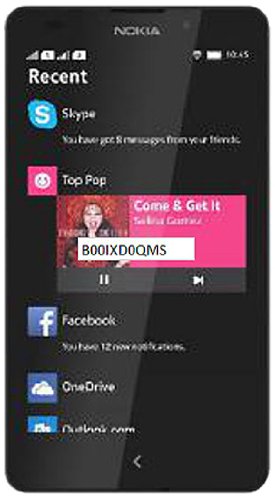 NOKIA
10:45
Recent
Skype
You have got 8 messages from your friends.
Top Pop
Come & Get It
Selina Gomez
B00IXD0QMS
Facebook
You have 12 new notifications.
OneDrive
Outlook.com